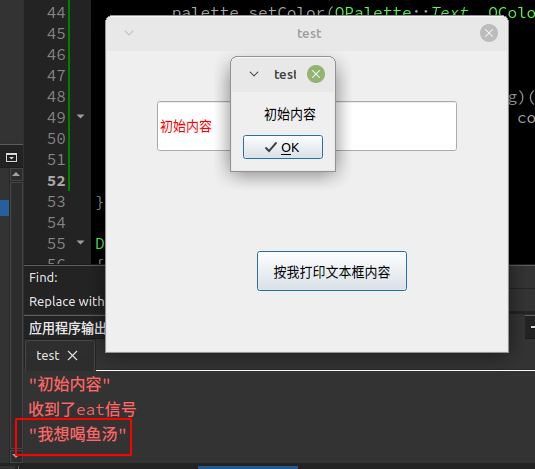 44 palette.setColor(QPalette::Text, QColo
45
46
47
48 g)(
49 co
50
51
52
53 }
54
55 D
56 {
test
test
初始内容
初始内容
OK
按我打印文本框内容
Find:
Replace with
应用程序输出
test
"初始内容"
收到了eat信号
"我想喝鱼汤"